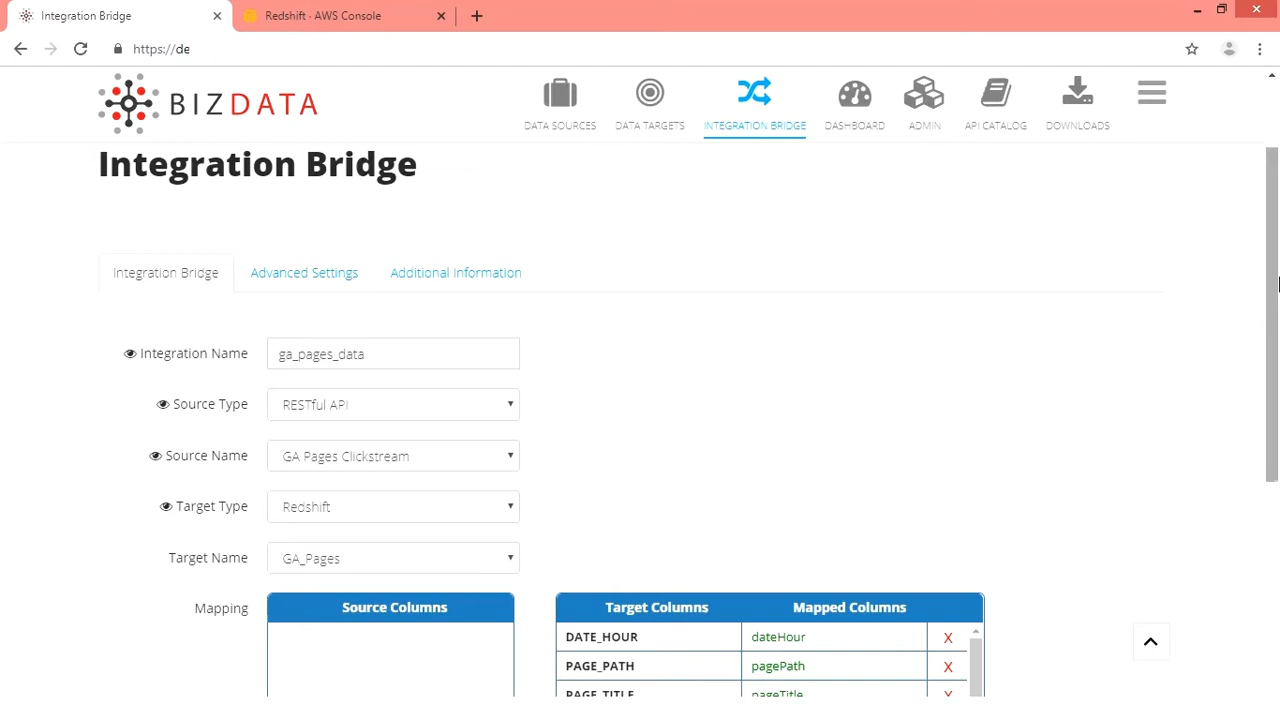 Integration Bridge
Redshift · AWS Console
https://de
BIZDATA
DATA SOURCES
DATA TARGETS
INTEGRATION BRIDGE
DASHBOARD
ADMIN
API CATALOG
DOWNLOADS
Integration Bridge
Integration Bridge
Advanced Settings
Additional Information
Integration Name
ga_pages_data
Source Type
RESTful API
Source Name
GA Pages Clickstream
Target Type
Redshift
Target Name
GA_Pages
Mapping
Source Columns
Target Columns
Mapped Columns
DATE_HOUR
dateHour
X
PAGE_PATH
pagePath
X
PAGE_TITLE
pageTitle
X